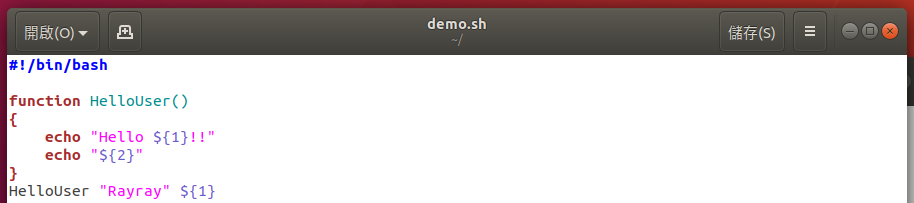 開啟(O)
demo.sh
~/
儲存(S)
#!/bin/bash
function HelloUser()
{
    echo "Hello ${1}!!"
    echo "${2}"
}
HelloUser "Rayray" ${1}